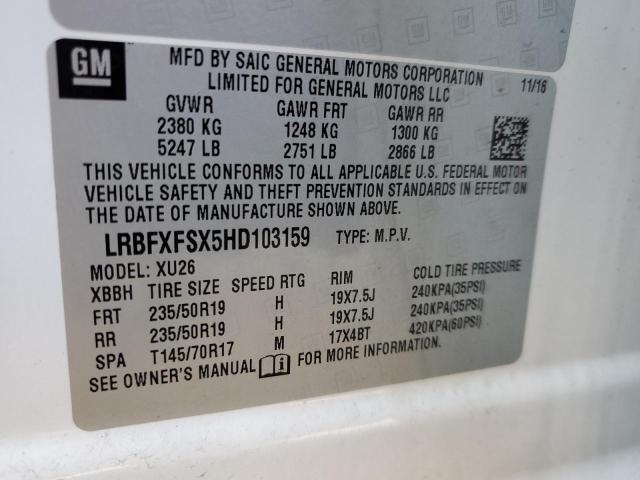 GM
MFD BY SAIC GENERAL MOTORS CORPORATION
LIMITED FOR GENERAL MOTORS LLC
11/16
GVWR GAWR FRT GAWR RR
2380 KG 1248 KG 1300 KG
5247 LB 2751 LB 2866 LB
THIS VEHICLE CONFORMS TO ALL APPLICABLE U.S. FEDERAL MOTOR
VEHICLE SAFETY AND THEFT PREVENTION STANDARDS IN EFFECT ON
THE DATE OF MANUFACTURE SHOWN ABOVE.
LRBFXFSX5HD103159 TYPE: M.P.V.
MODEL: XU26
XBBH TIRE SIZE SPEED RTG RIM COLD TIRE PRESSURE
FRT 235/50R19 H 19X7.5J 240KPA(35PSI)
RR 235/50R19 H 19X7.5J 240KPA(35PSI)
SPA T145/70R17 M 17X4BT 420KPA(60PSI)
SEE OWNER'S MANUAL FOR MORE INFORMATION.